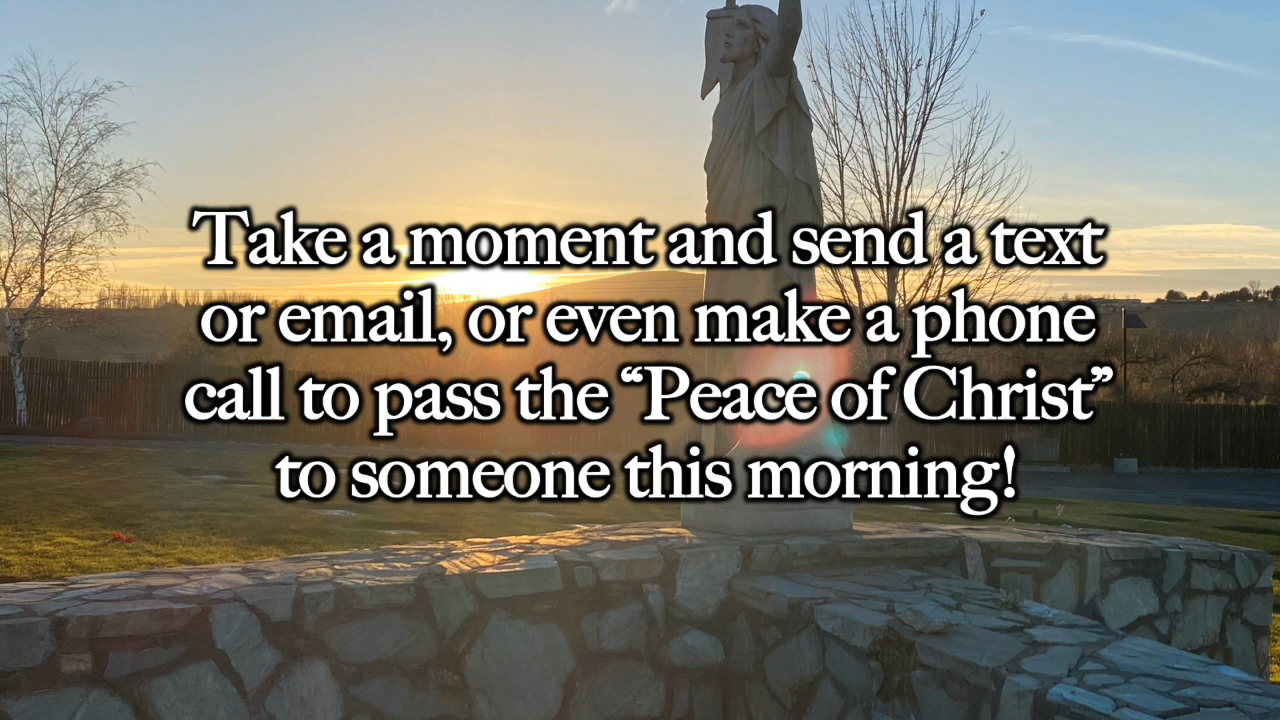 Take a moment and send a text
or email, or even make a phone
call to pass the “Peace of Christ”
to someone this morning!